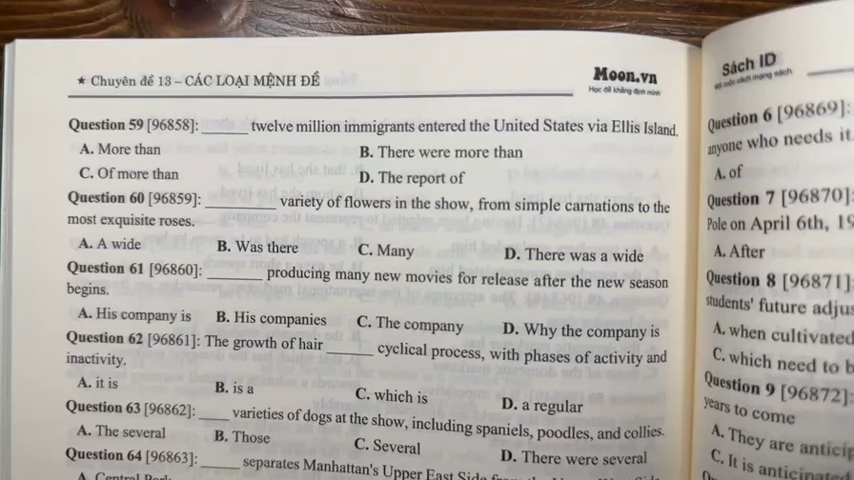 ★ Chuyên đề 13 – CÁC LOẠI MỆNH ĐỀ
Moon.vn
Học để khẳng định mình
Question 59 [96858]: _____ twelve million immigrants entered the United States via Ellis Island.
A. More than B. There were more than
C. Of more than D. The report of
Question 60 [96859]: _____ variety of flowers in the show, from simple carnations to the
most exquisite roses.
A. A wide B. Was there C. Many D. There was a wide
Question 61 [96860]: _____ producing many new movies for release after the new season
begins.
A. His company is B. His companies C. The company D. Why the company is
Question 62 [96861]: The growth of hair _____ cyclical process, with phases of activity and
inactivity.
A. it is B. is a C. which is D. a regular
Question 63 [96862]: _____ varieties of dogs at the show, including spaniels, poodles, and collies.
A. The several B. Those C. Several D. There were several
Question 64 [96863]: _____ separates Manhattan's Upper East Side
A. Central
Sách ID
Question 6 [96869]:
anyone who needs it
A. of
Question 7 [96870]:
Pole on April 6th, 19
A. After
Question 8 [96871]:
students' future adjus
A. when cultivated
C. which need to b
Question 9 [96872]:
years to come
A. They are anticip
C. It is anticipated